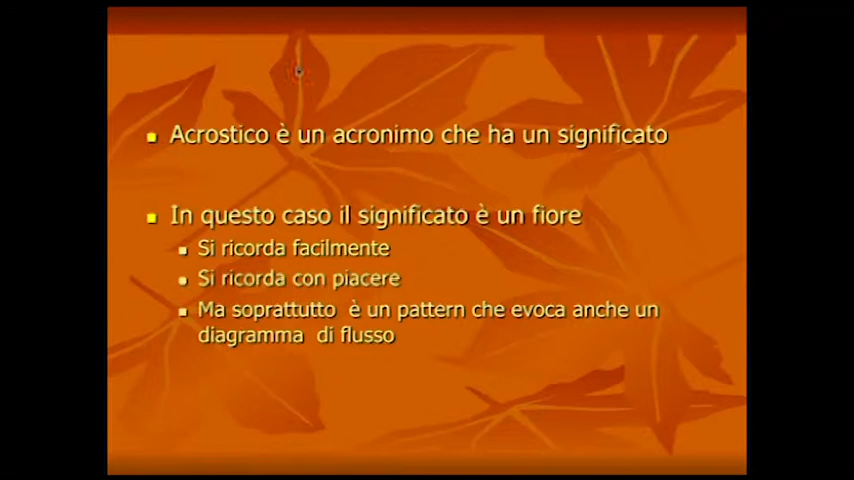 Acrostico è un acronimo che ha un significato
In questo caso il significato è un fiore
Si ricorda facilmente
Si ricorda con piacere
Ma soprattutto è un pattern che evoca anche un
diagramma di flusso